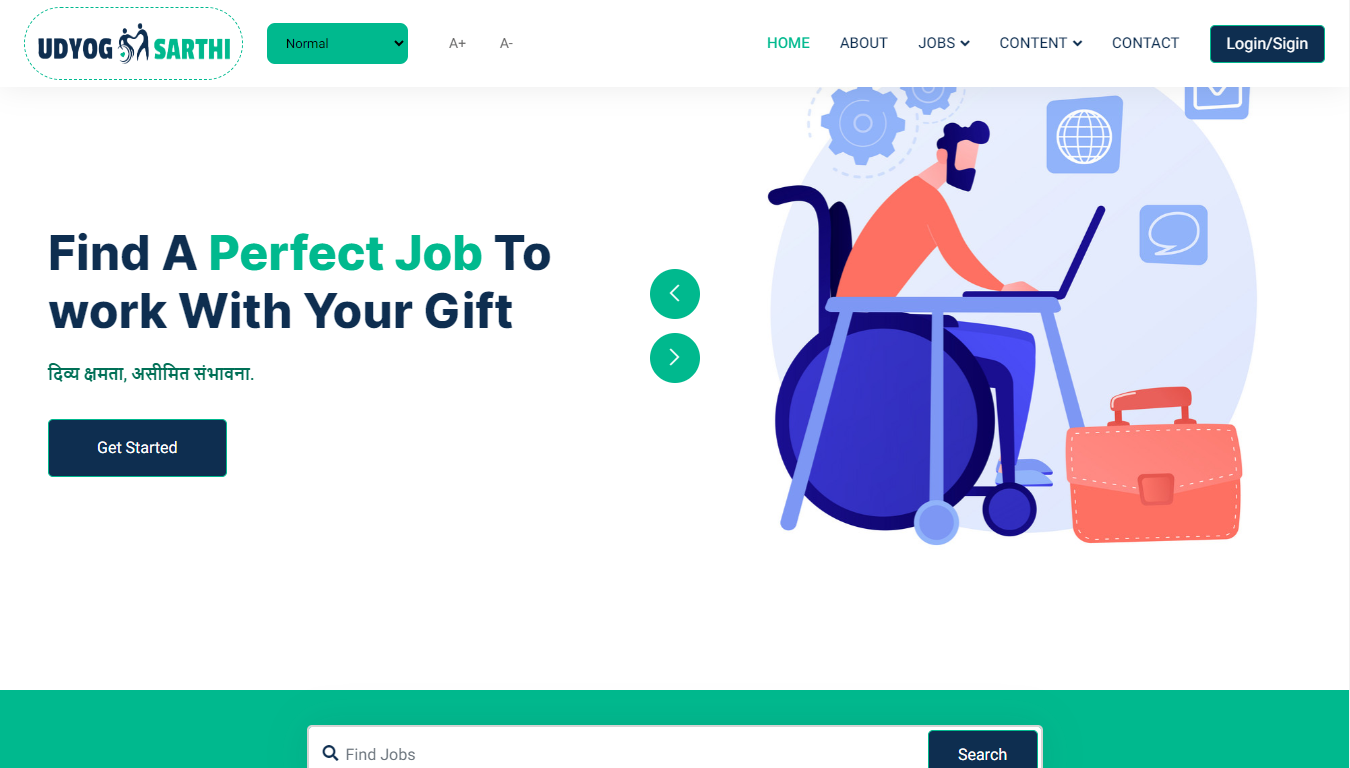 UDYOG SARTHI
Normal
A+
A-
HOME
ABOUT
JOBS
CONTENT
CONTACT
Login/Sigin
Find A Perfect Job To
work With Your Gift
दिव्य क्षमता, असीमित संभावना.
Get Started
Find Jobs
Search